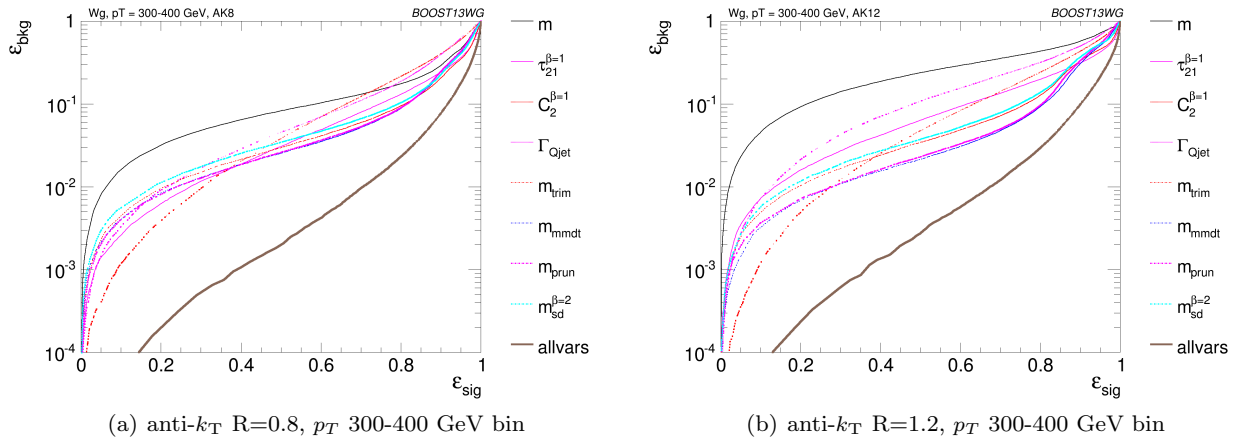 Wg, pT = 300-400 GeV, AK8
BOOST13WG
ε_bkg
1
10^-1
10^-2
10^-3
10^-4
0
0.2
0.4
0.6
0.8
1
ε_sig
m
τ_21^β=1
C_2^β=1
Γ_Qjet
m_trim
m_mmdt
m_prun
m_sd^β=2
allvars
(a) anti-k_T R=0.8, p_T 300-400 GeV bin
Wg, pT = 300-400 GeV, AK12
BOOST13WG
ε_bkg
1
10^-1
10^-2
10^-3
10^-4
0
0.2
0.4
0.6
0.8
1
ε_sig
m
τ_21^β=1
C_2^β=1
Γ_Qjet
m_trim
m_mmdt
m_prun
m_sd^β=2
allvars
(b) anti-k_T R=1.2, p_T 300-400 GeV bin